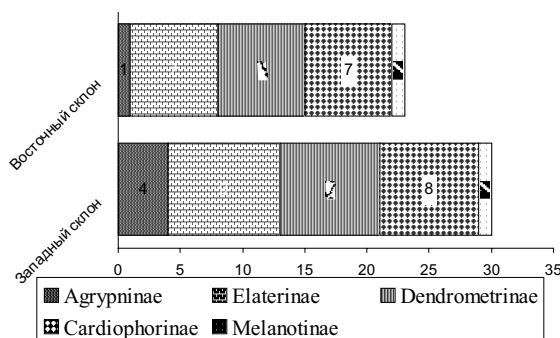 Восточный склон
1 7
Западный склон
4 8
0 5 10 15 20 25 30 35
Agrypninae Elaterinae Dendrometrinae
Cardiophorinae Melanotinae